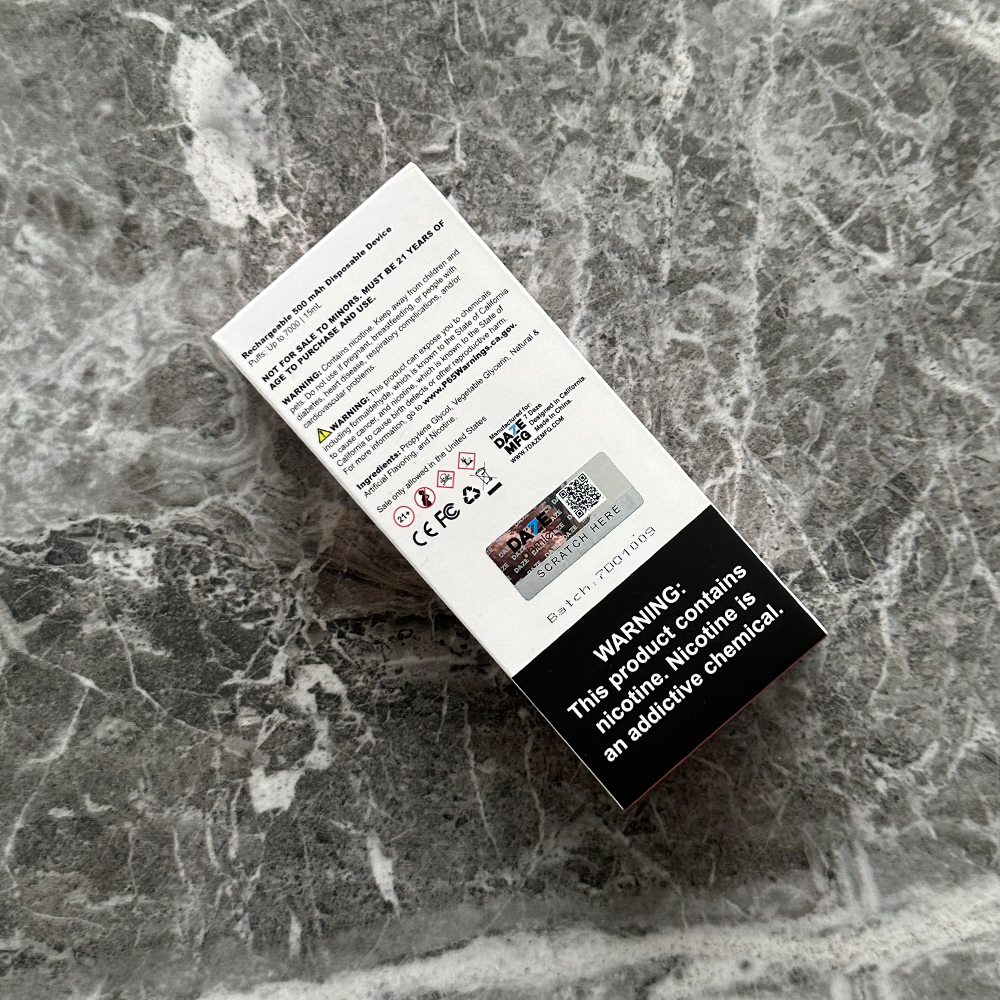 Rechargeable 500 mAh Disposable Device
Puffs: Up to 7000 | 15mL
NOT FOR SALE TO MINORS. MUST BE 21 YEARS OF
AGE TO PURCHASE AND USE.
WARNING: Contains nicotine. Keep away from children and
pets. Do not use if pregnant, breastfeeding, or people with
diabetes, heart disease, respiratory complications, and/or
cardiovascular problems.
WARNING: This product can expose you to chemicals
including formaldehyde, which is known to the State of California
to cause cancer, and nicotine, which is known to the State of
California to cause birth defects or other reproductive harm.
For more information, go to www.P65Warnings.ca.gov.
Ingredients: Propylene Glycol, Vegetable Glycerin, Natural &
Artificial Flavoring, and Nicotine.
Sale only allowed in the United States
21+
CE FC
Manufactured for:
DAZE MFG
7 Daze
Designed in California.
Made in China.
WWW.7DAZEMFG.COM
DAZE
SCRATCH HERE
Batch:7001009
WARNING:
This product contains
nicotine. Nicotine is
an addictive chemical.